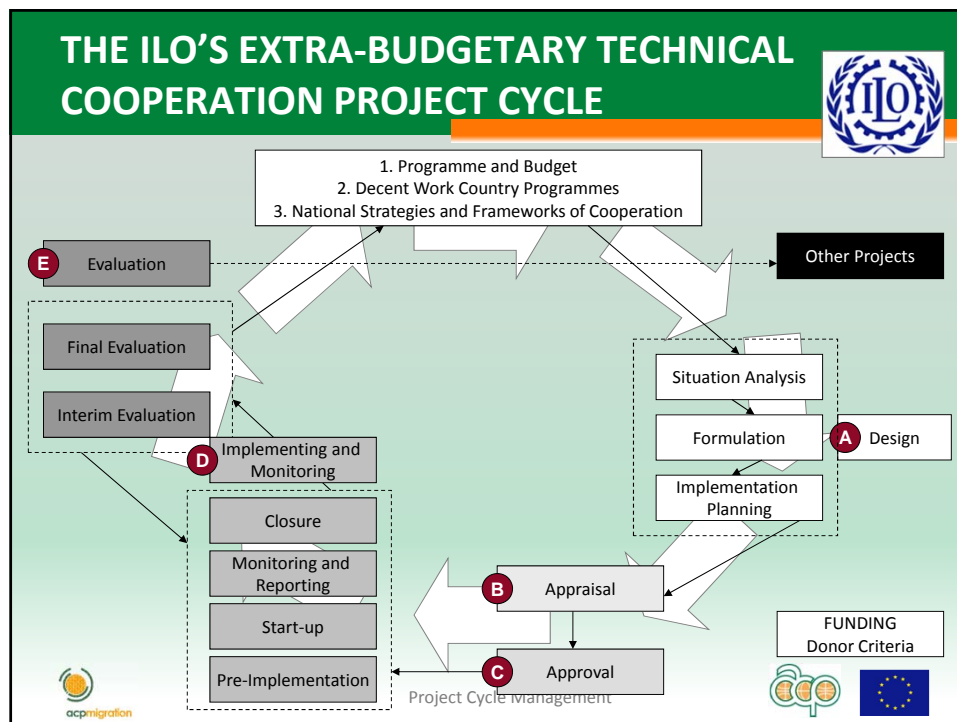 THE ILO'S EXTRA-BUDGETARY TECHNICAL
COOPERATION PROJECT CYCLE
ILO
1. Programme and Budget
2. Decent Work Country Programmes
3. National Strategies and Frameworks of Cooperation
E
Evaluation
Other Projects
Final Evaluation
Interim Evaluation
Situation Analysis
Formulation
A
Design
Implementation
Planning
D
Implementing and
Monitoring
Closure
Monitoring and
Reporting
Start-up
Pre-Implementation
B
Appraisal
C
Approval
FUNDING
Donor Criteria
Project Cycle Management
acpmigration
acp